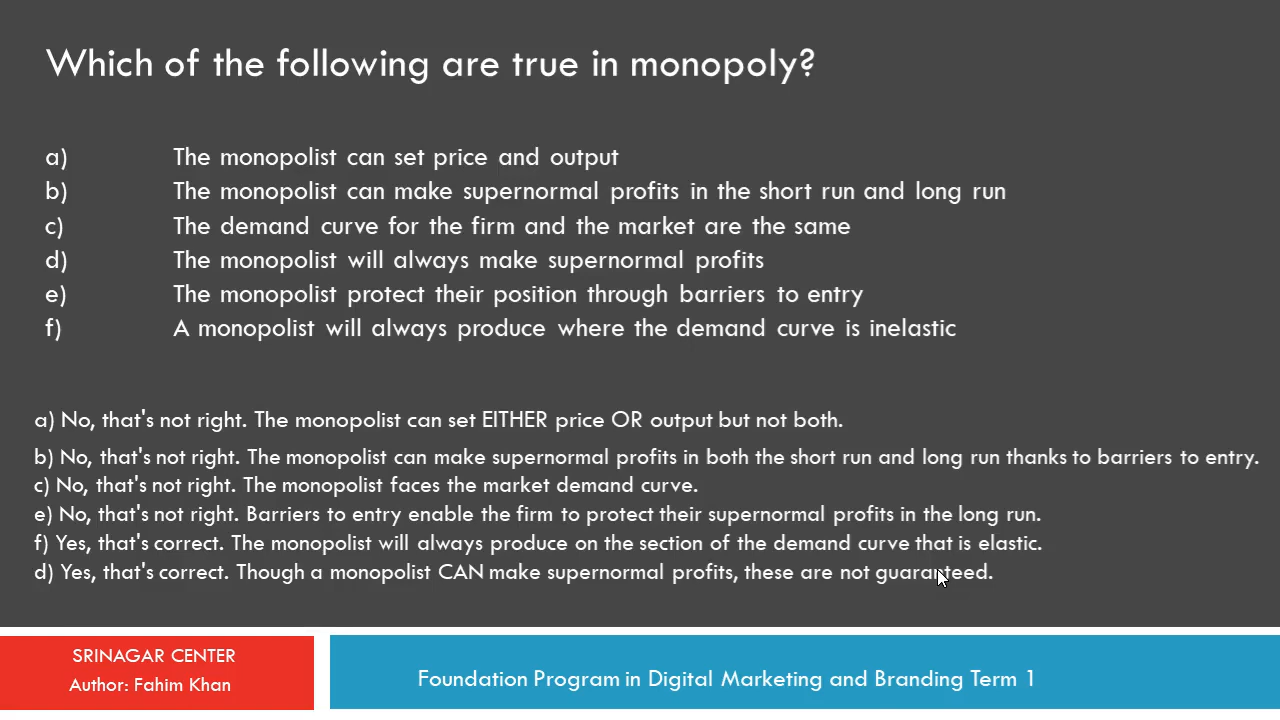 Which of the following are true in monopoly?
a) The monopolist can set price and output
b) The monopolist can make supernormal profits in the short run and long run
c) The demand curve for the firm and the market are the same
d) The monopolist will always make supernormal profits
e) The monopolist protect their position through barriers to entry
f) A monopolist will always produce where the demand curve is inelastic
a) No, that's not right. The monopolist can set EITHER price OR output but not both.
b) No, that's not right. The monopolist can make supernormal profits in both the short run and long run thanks to barriers to entry.
c) No, that's not right. The monopolist faces the market demand curve.
e) No, that's not right. Barriers to entry enable the firm to protect their supernormal profits in the long run.
f) Yes, that's correct. The monopolist will always produce on the section of the demand curve that is elastic.
d) Yes, that's correct. Though a monopolist CAN make supernormal profits, these are not guaranteed.
SRINAGAR CENTER
Author: Fahim Khan
Foundation Program in Digital Marketing and Branding Term 1